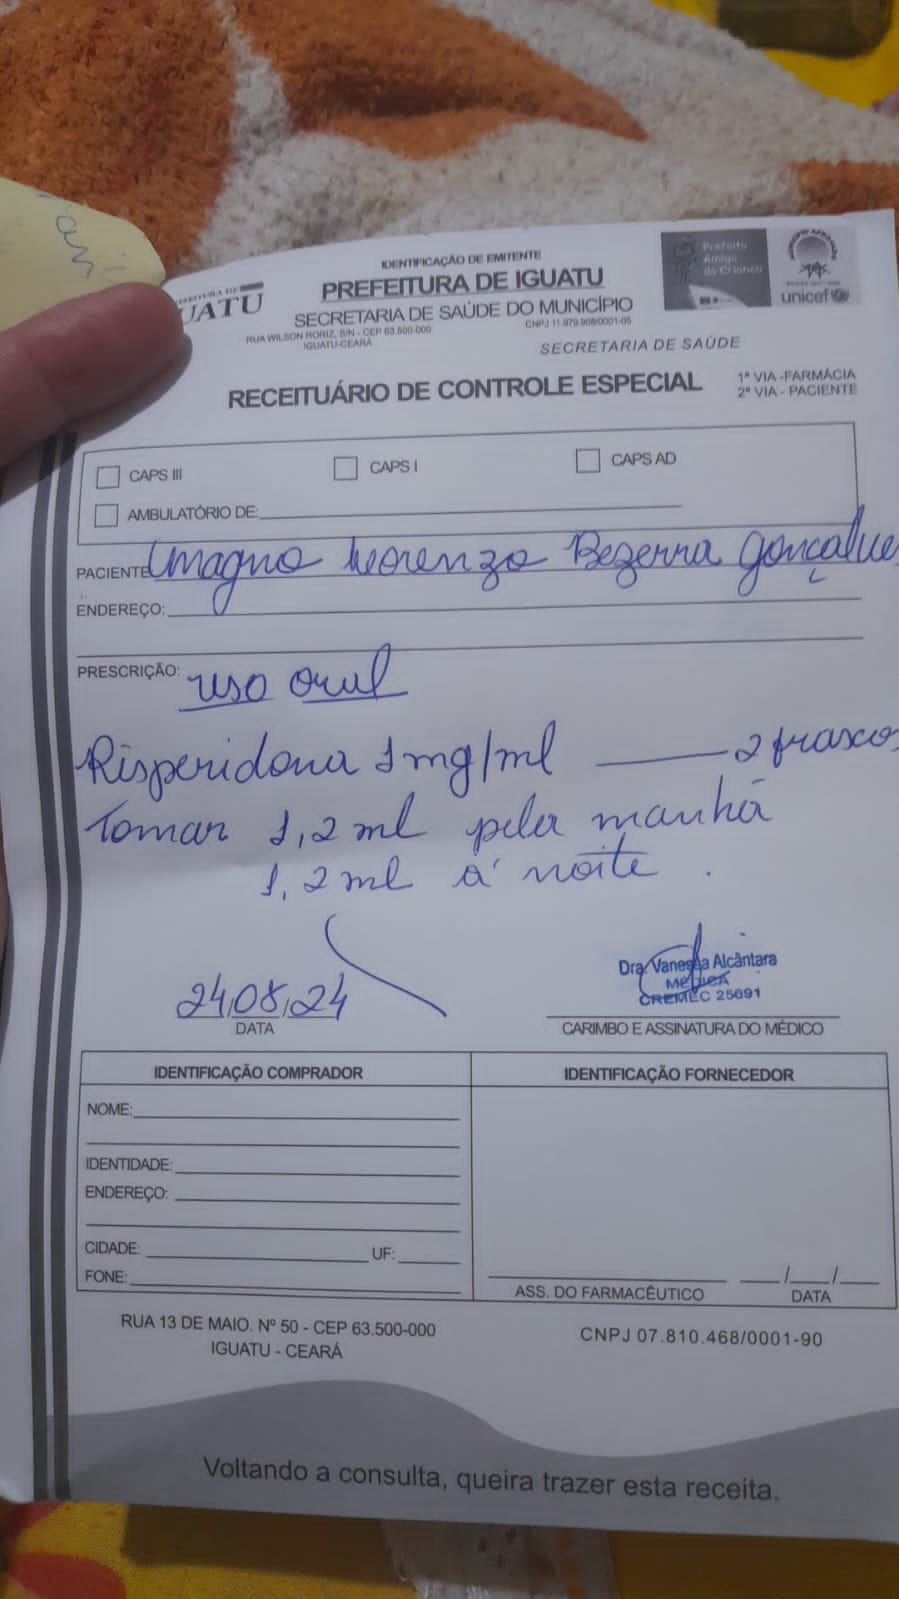 an
UATU
IDENTIFICAÇÃO DE EMITENTE
PREFEITURA DE IGUATU
SECRETARIA DE SAÚDE DO MUNICÍPIO
RUA WILSON RORIZ, S/N - CEP 63.500-000
CNPJ 11.979.908/0001-05
IGUATU-CEARÁ
SECRETARIA DE SAÚDE
Prefeito
Amigo
da Criança
unicef
RECEITUÁRIO DE CONTROLE ESPECIAL
1ª VIA -FARMÁCIA
2ª VIA - PACIENTE
CAPS III CAPS I CAPS AD
AMBULATÓRIO DE:
PACIENTE Magno Lorenzo Bezerra Gonçalves
ENDEREÇO:
PRESCRIÇÃO: uso oral
Risperidona 1mg/ml 2 frascos
Tomar 1,2 ml pela manhã
1,2 ml á noite.
Dra. Vanessa Alcântara
MÉDICA
CREMEC 25691
24/08/24
DATA
CARIMBO E ASSINATURA DO MÉDICO
IDENTIFICAÇÃO COMPRADOR
NOME:
IDENTIDADE:
ENDEREÇO:
CIDADE: UF:
FONE:
IDENTIFICAÇÃO FORNECEDOR
ASS. DO FARMACÊUTICO
DATA
RUA 13 DE MAIO. Nº 50 - CEP 63.500-000
IGUATU - CEARÁ
CNPJ 07.810.468/0001-90
Voltando a consulta, queira trazer esta receita.